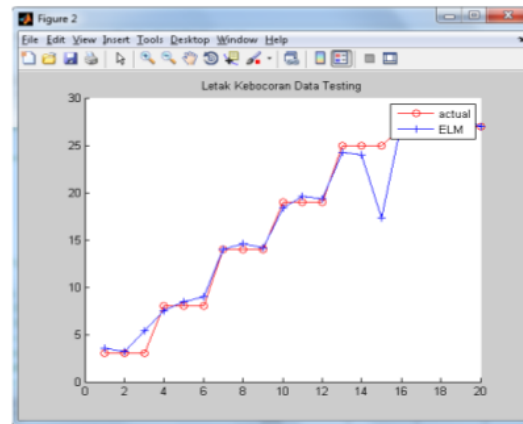 Figure 2
File Edit View Insert Tools Desktop Window Help
Letak Kebocoran Data Testing
30
25
20
15
10
5
0
0 2 4 6 8 10 12 14 16 18 20
actual
ELM